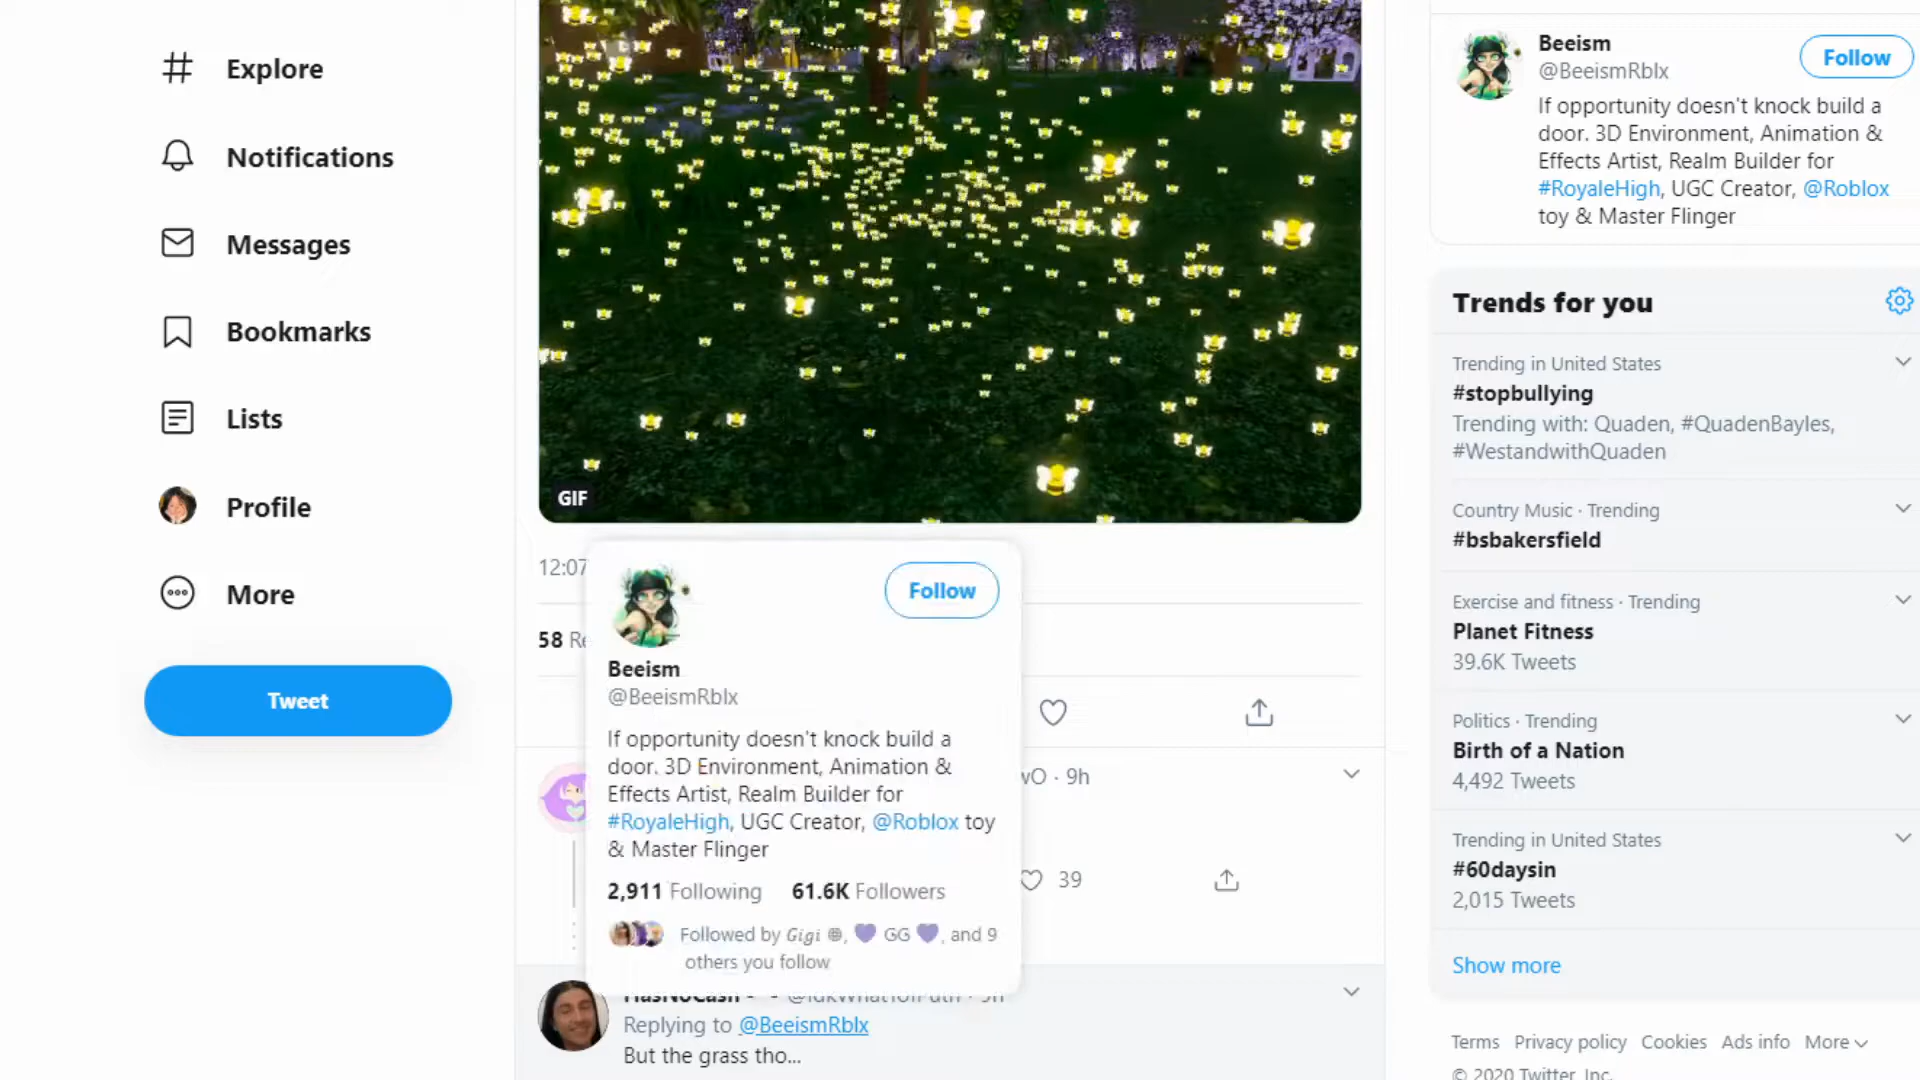 Explore
Notifications
Messages
Bookmarks
Lists
Profile
More
Tweet
GIF
12:07
58 Re
Follow
Beeism
@BeeismRblx
If opportunity doesn't knock build a
door. 3D Environment, Animation &
Effects Artist, Realm Builder for
#RoyaleHigh, UGC Creator, @Roblox toy
& Master Flinger
2,911 Following 61.6K Followers
Followed by Gigi , 💜 GG 💜, and 9
others you follow
wO · 9h
39
Replying to @BeeismRblx
But the grass tho...
Beeism
@BeeismRblx
Follow
If opportunity doesn't knock build a
door. 3D Environment, Animation &
Effects Artist, Realm Builder for
#RoyaleHigh, UGC Creator, @Roblox
toy & Master Flinger
Trends for you
Trending in United States
#stopbullying
Trending with: Quaden, #QuadenBayles,
#WestandwithQuaden
Country Music · Trending
#bsbakersfield
Exercise and fitness · Trending
Planet Fitness
39.6K Tweets
Politics · Trending
Birth of a Nation
4,492 Tweets
Trending in United States
#60daysin
2,015 Tweets
Show more
Terms Privacy policy Cookies Ads info More
© 2020 Twitter, Inc.